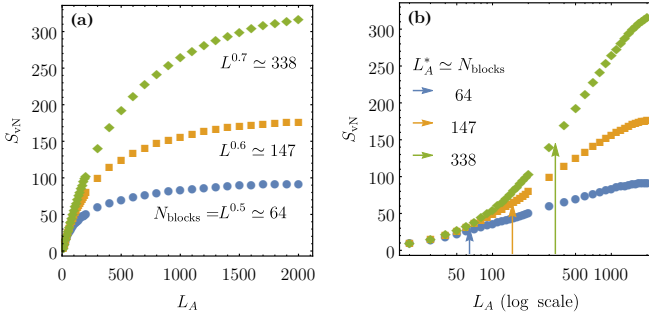 (a)
S_vN
300
250
200
150
100
50
0
L^0.7 ≃ 338
L^0.6 ≃ 147
N_blocks = L^0.5 ≃ 64
0 500 1000 1500 2000
L_A
(b)
S_vN
300
250
200
150
100
50
0
L_A^* ≃ N_blocks
64
147
338
50 100 500 1000
L_A (log scale)